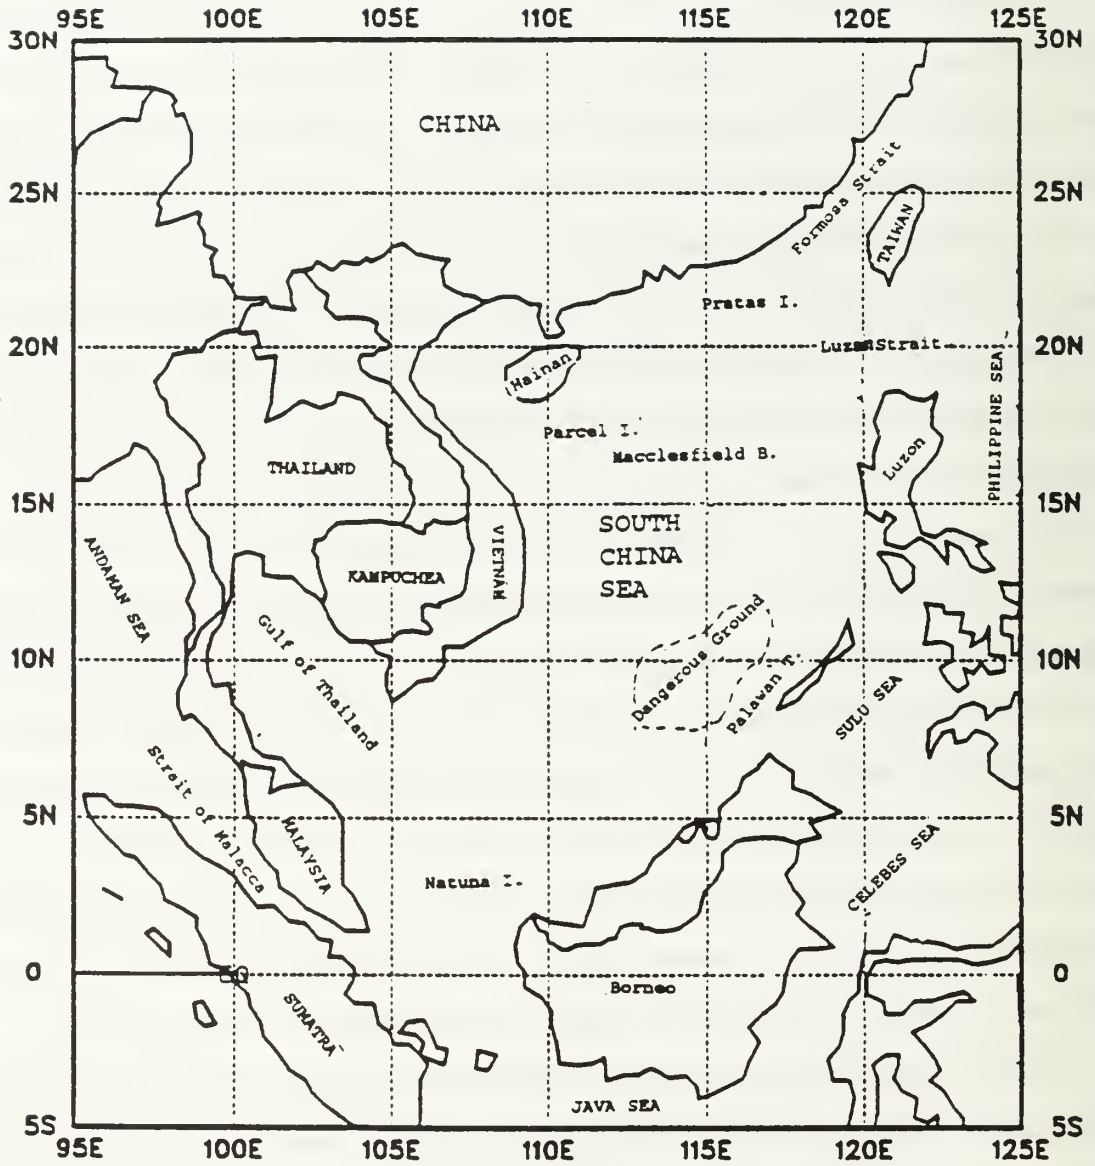 95E 100E 105E 110E 115E 120E 125E
30N 30N
CHINA
Formosa Strait
25N 25N
TAIWAN
Pratas I.
20N Luzon Strait 20N
Hainan
PHILIPPINE SEA
Parcel I.
Macclesfield B.
Luzon
THAILAND
15N 15N
SOUTH
CHINA
SEA
VIETNAM
ANDAMAN SEA
KAMPUCHEA
Gulf of Thailand
Dangerous Ground
10N 10N
Palawan T.
SULU SEA
Strait of Malacca
5N 5N
MALAYSIA
CELEBES SEA
Natuna I.
0 0
Borneo
SUMATRA
JAVA SEA
5S 5S
95E 100E 105E 110E 115E 120E 125E